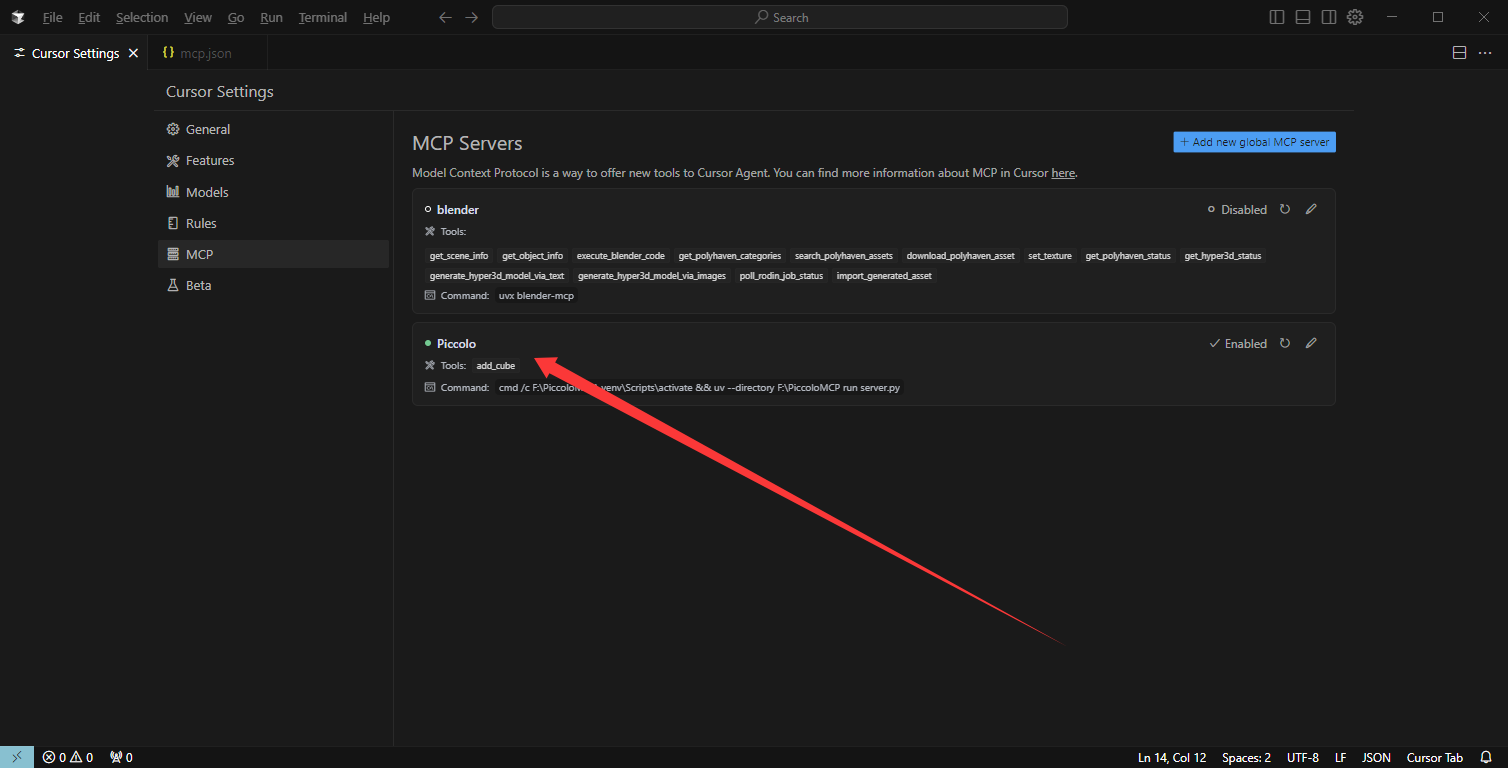 File Edit Selection View Go Run Terminal Help Search
Cursor Settings mcp.json
Cursor Settings
General
Features
Models
Rules
MCP
Beta
MCP Servers
+ Add new global MCP server
Model Context Protocol is a way to offer new tools to Cursor Agent. You can find more information about MCP in Cursor here.
blender Disabled
Tools:
get_scene_info get_object_info execute_blender_code get_polyhaven_categories search_polyhaven_assets download_polyhaven_asset set_texture get_polyhaven_status get_hyper3d_status
generate_hyper3d_model_via_text generate_hyper3d_model_via_images poll_rodin_job_status import_generated_asset
Command: uvx blender-mcp
Piccolo Enabled
Tools: add_cube
Command: cmd /c venv\Scripts\activate && uv --directory F:\PiccoloMCP run server.py
0 0 0 Ln 14, Col 12 Spaces: 2 UTF-8 LF JSON Cursor Tab